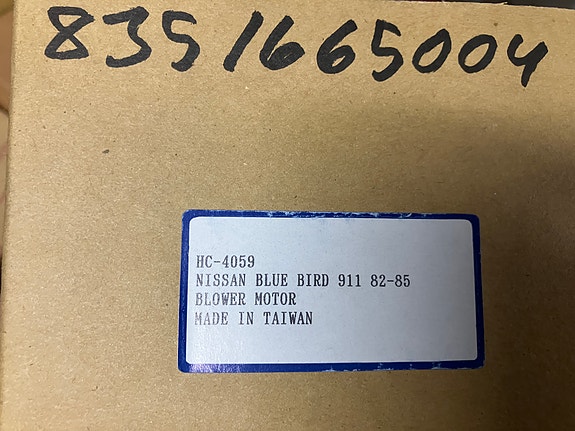 8351665004
HC-4059
NISSAN BLUE BIRD 911 82-85
BLOWER MOTOR
MADE IN TAIWAN